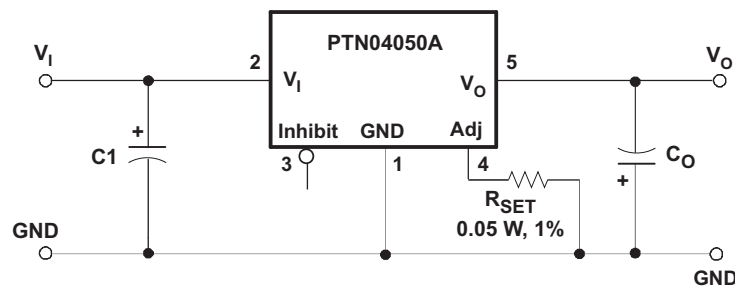 PTN04050A
V_I
2
V_I
V_O
5
V_O
+
C1
Inhibit
GND
Adj
3
1
4
R_SET
0.05 W, 1%
C_O
+
GND
GND